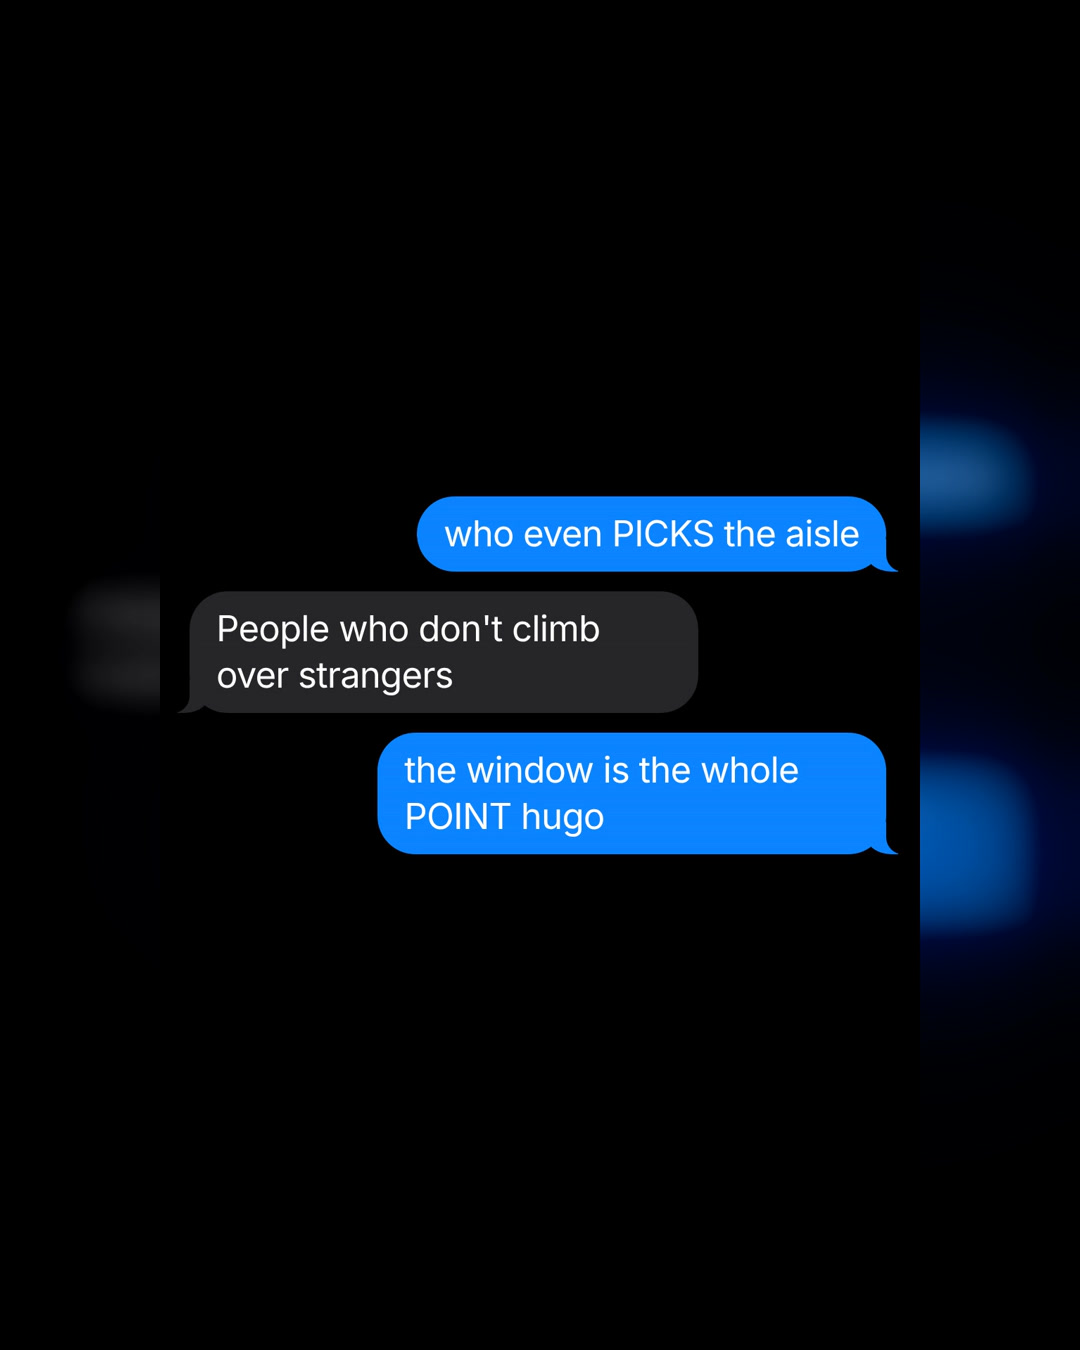 who even PICKS the aisle
People who don't climb
over strangers
the window is the whole
POINT hugo